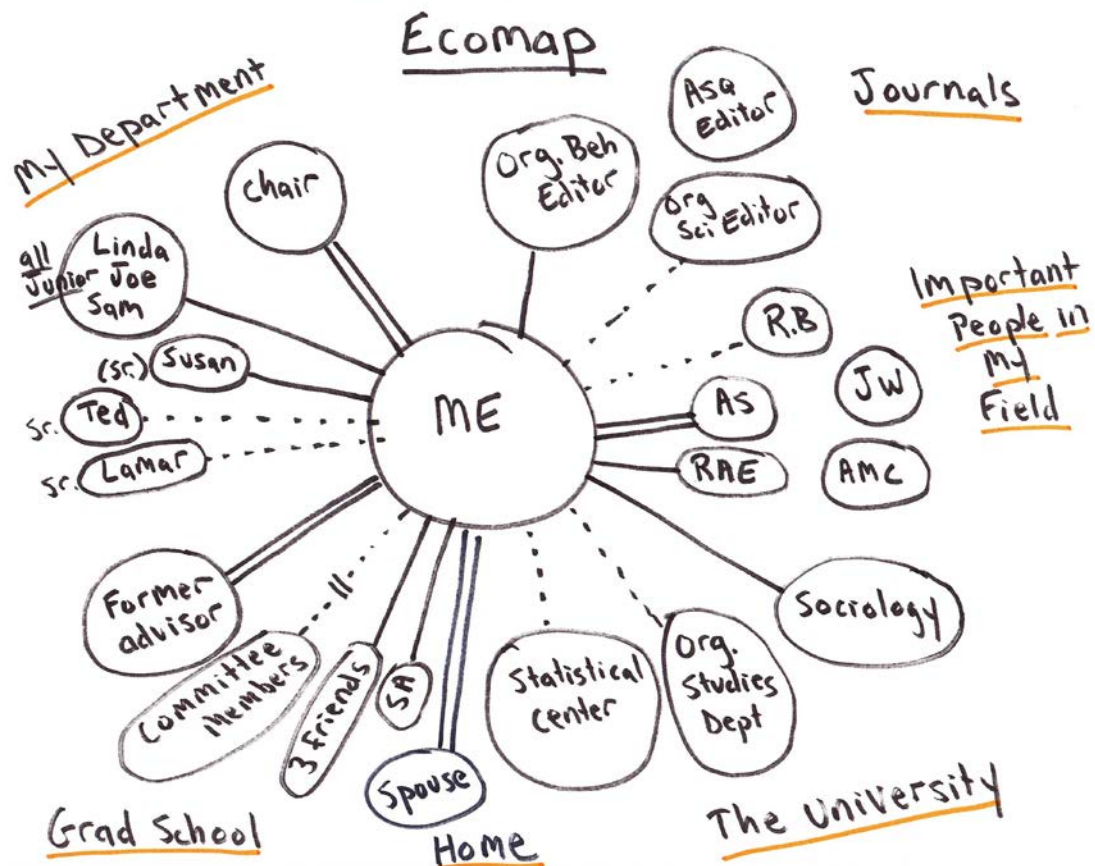 Ecomap
My Department
Chair
all
Junior
Linda
Joe
Sam
(Sr.)
Susan
Sr.
Ted
Sr.
Lamar
ME
Journals
Org. Beh
Editor
ASQ
Editor
Org
Sci Editor
Important
People in
My
Field
R.B
JW
AS
RAE
AMC
Former
advisor
Committee
Members
3 Friends
SA
Spouse
Statistical
Center
Org.
Studies
Dept
Sociology
Grad School
Home
The University